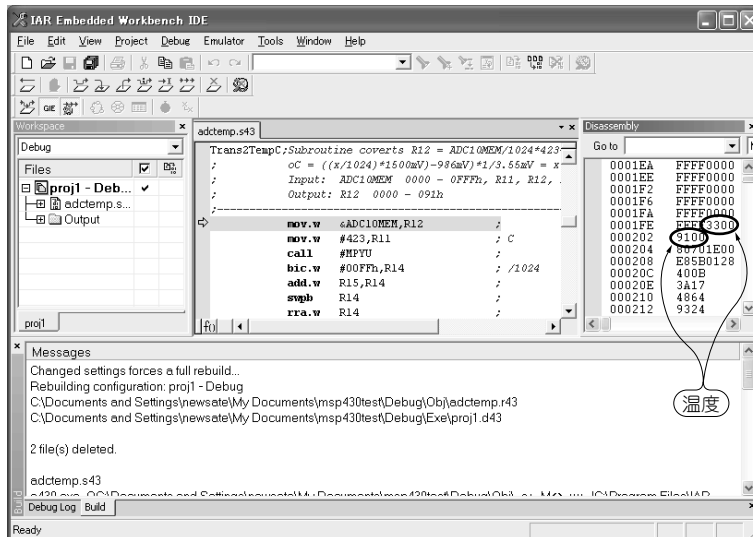 IAR Embedded Workbench IDE
File Edit View Project Debug Emulator Tools Window Help
GIE
Workspace
Debug
Files
proj1 - Deb...
adctemp.s...
Output
proj1
adctemp.s43
Trans2TempC;Subroutine coverts R12 = ADC10MEM/1024*423-
; oC = ((x/1024)*1500mV)-986mV)*1/3.55mV = x
; Input: ADC10MEM 0000 - 0FFFh, R11, R12,
; Output: R12 0000 - 091h
;
mov.w &ADC10MEM,R12 ;
mov.w #423,R11 ; C
call #MPYU ;
bic.w #00FFh,R14 ; /1024
add.w R15,R14 ;
swpb R14 ;
rra.w R14 ;
f()
Disassembly
Go to
0001EA FFFF0000
0001EE FFFF0000
0001F2 FFFF0000
0001F6 FFFF0000
0001FA FFFF0000
0001FE FFFF3300
000202 9100
000204 80701E00
000208 E85B0128
00020C 400B
00020E 3A17
000210 4864
000212 9324
温度
Messages
Changed settings forces a full rebuild...
Rebuilding configuration: proj1 - Debug
C:\Documents and Settings\newsate\My Documents\msp430test\Debug\Obj\adctemp.r43
C:\Documents and Settings\newsate\My Documents\msp430test\Debug\Exe\proj1.d43
2 file(s) deleted.
adctemp.s43
Build
Debug Log Build
Ready